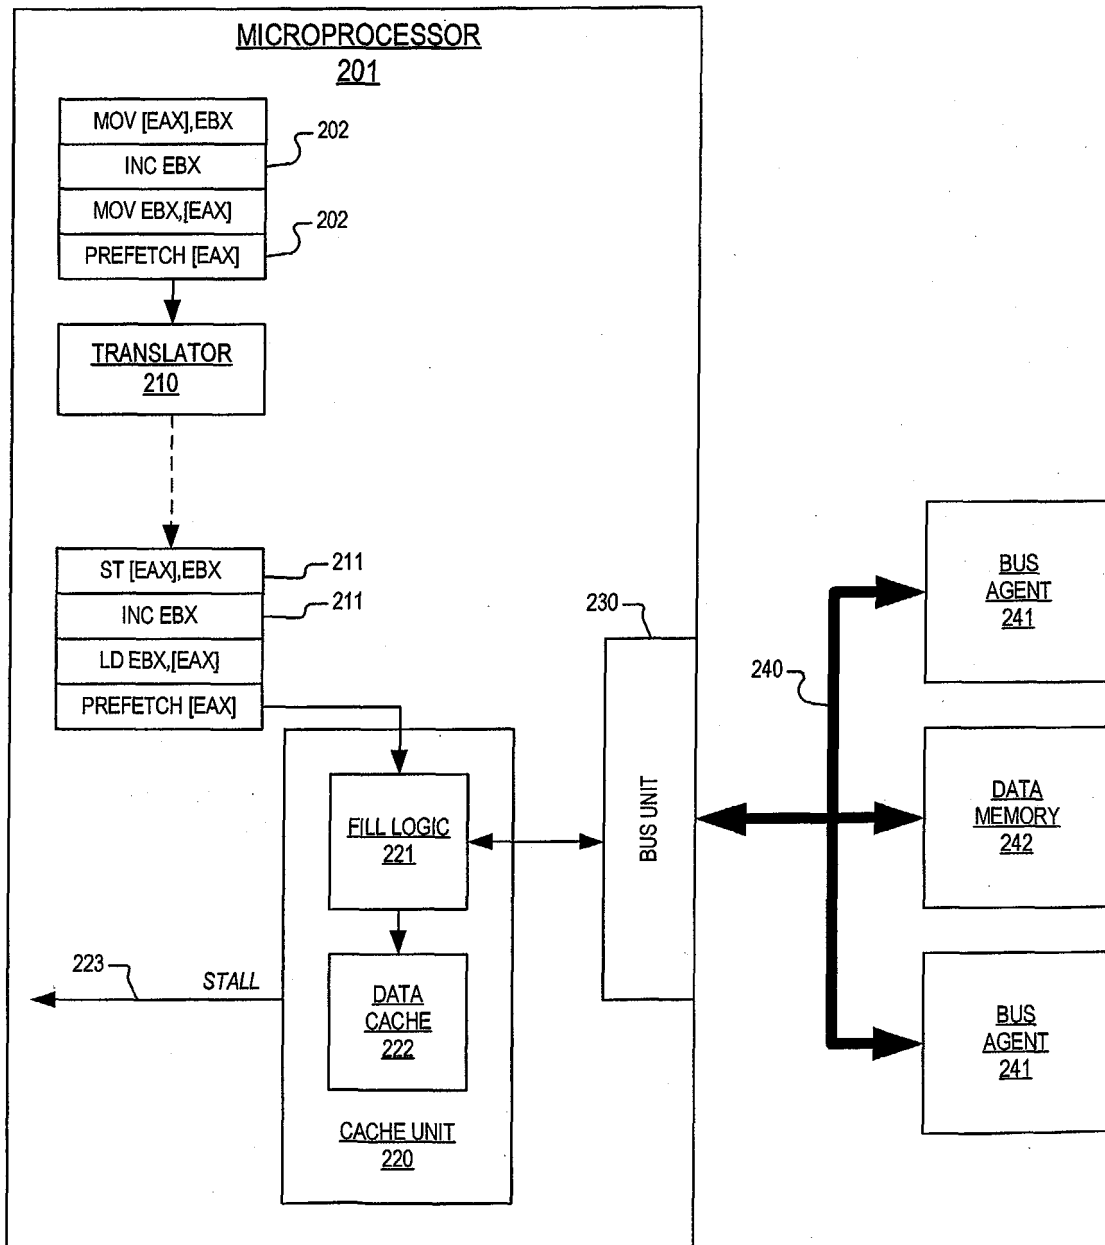 MICROPROCESSOR
201
MOV [EAX],EBX
202
INC EBX
MOV EBX,[EAX]
202
PREFETCH [EAX]
TRANSLATOR
210
ST [EAX],EBX
211
INC EBX
211
LD EBX,[EAX]
PREFETCH [EAX]
230
BUS UNIT
FILL LOGIC
221
223
STALL
DATA
CACHE
222
CACHE UNIT
220
240
BUS
AGENT
241
DATA
MEMORY
242
BUS
AGENT
241